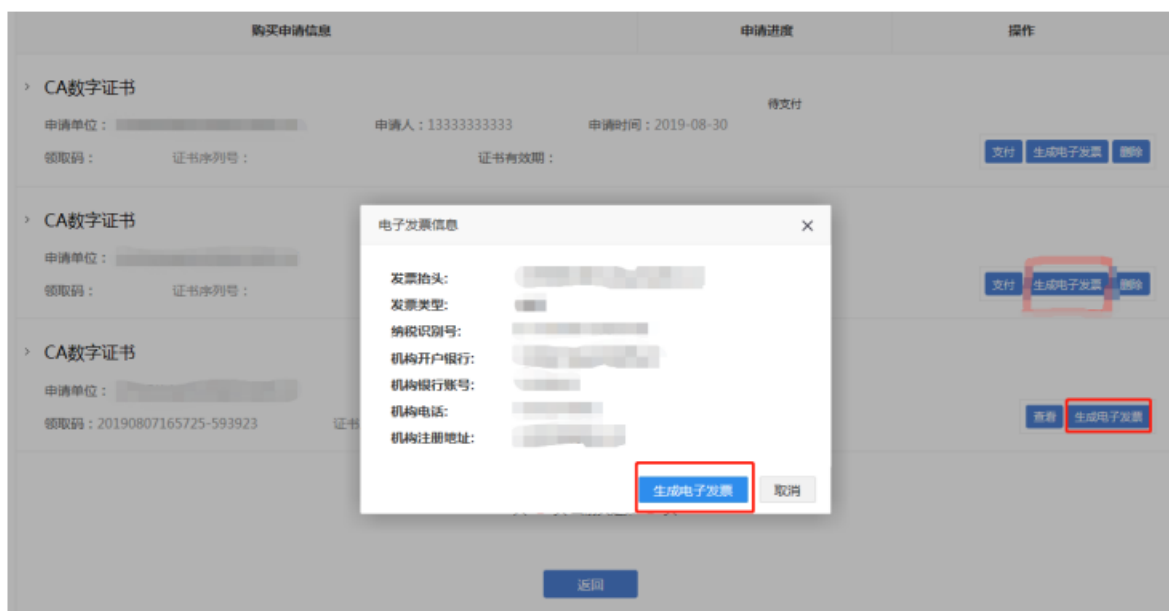 购买申请信息 申请进度 操作
CA数字证书
待支付
申请单位： 申请人：13333333333 申请时间：2019-08-30
领取码： 证书序列号： 证书有效期：
支付 生成电子发票 删除
CA数字证书
申请单位：
领取码： 证书序列号：
支付 生成电子发票 删除
CA数字证书
申请单位：
领取码：20190807165725-593923 证书
查看 生成电子发票
电子发票信息
发票抬头:
发票类型:
纳税识别号:
机构开户银行:
机构银行账号:
机构电话:
机构注册地址:
生成电子发票 取消
返回